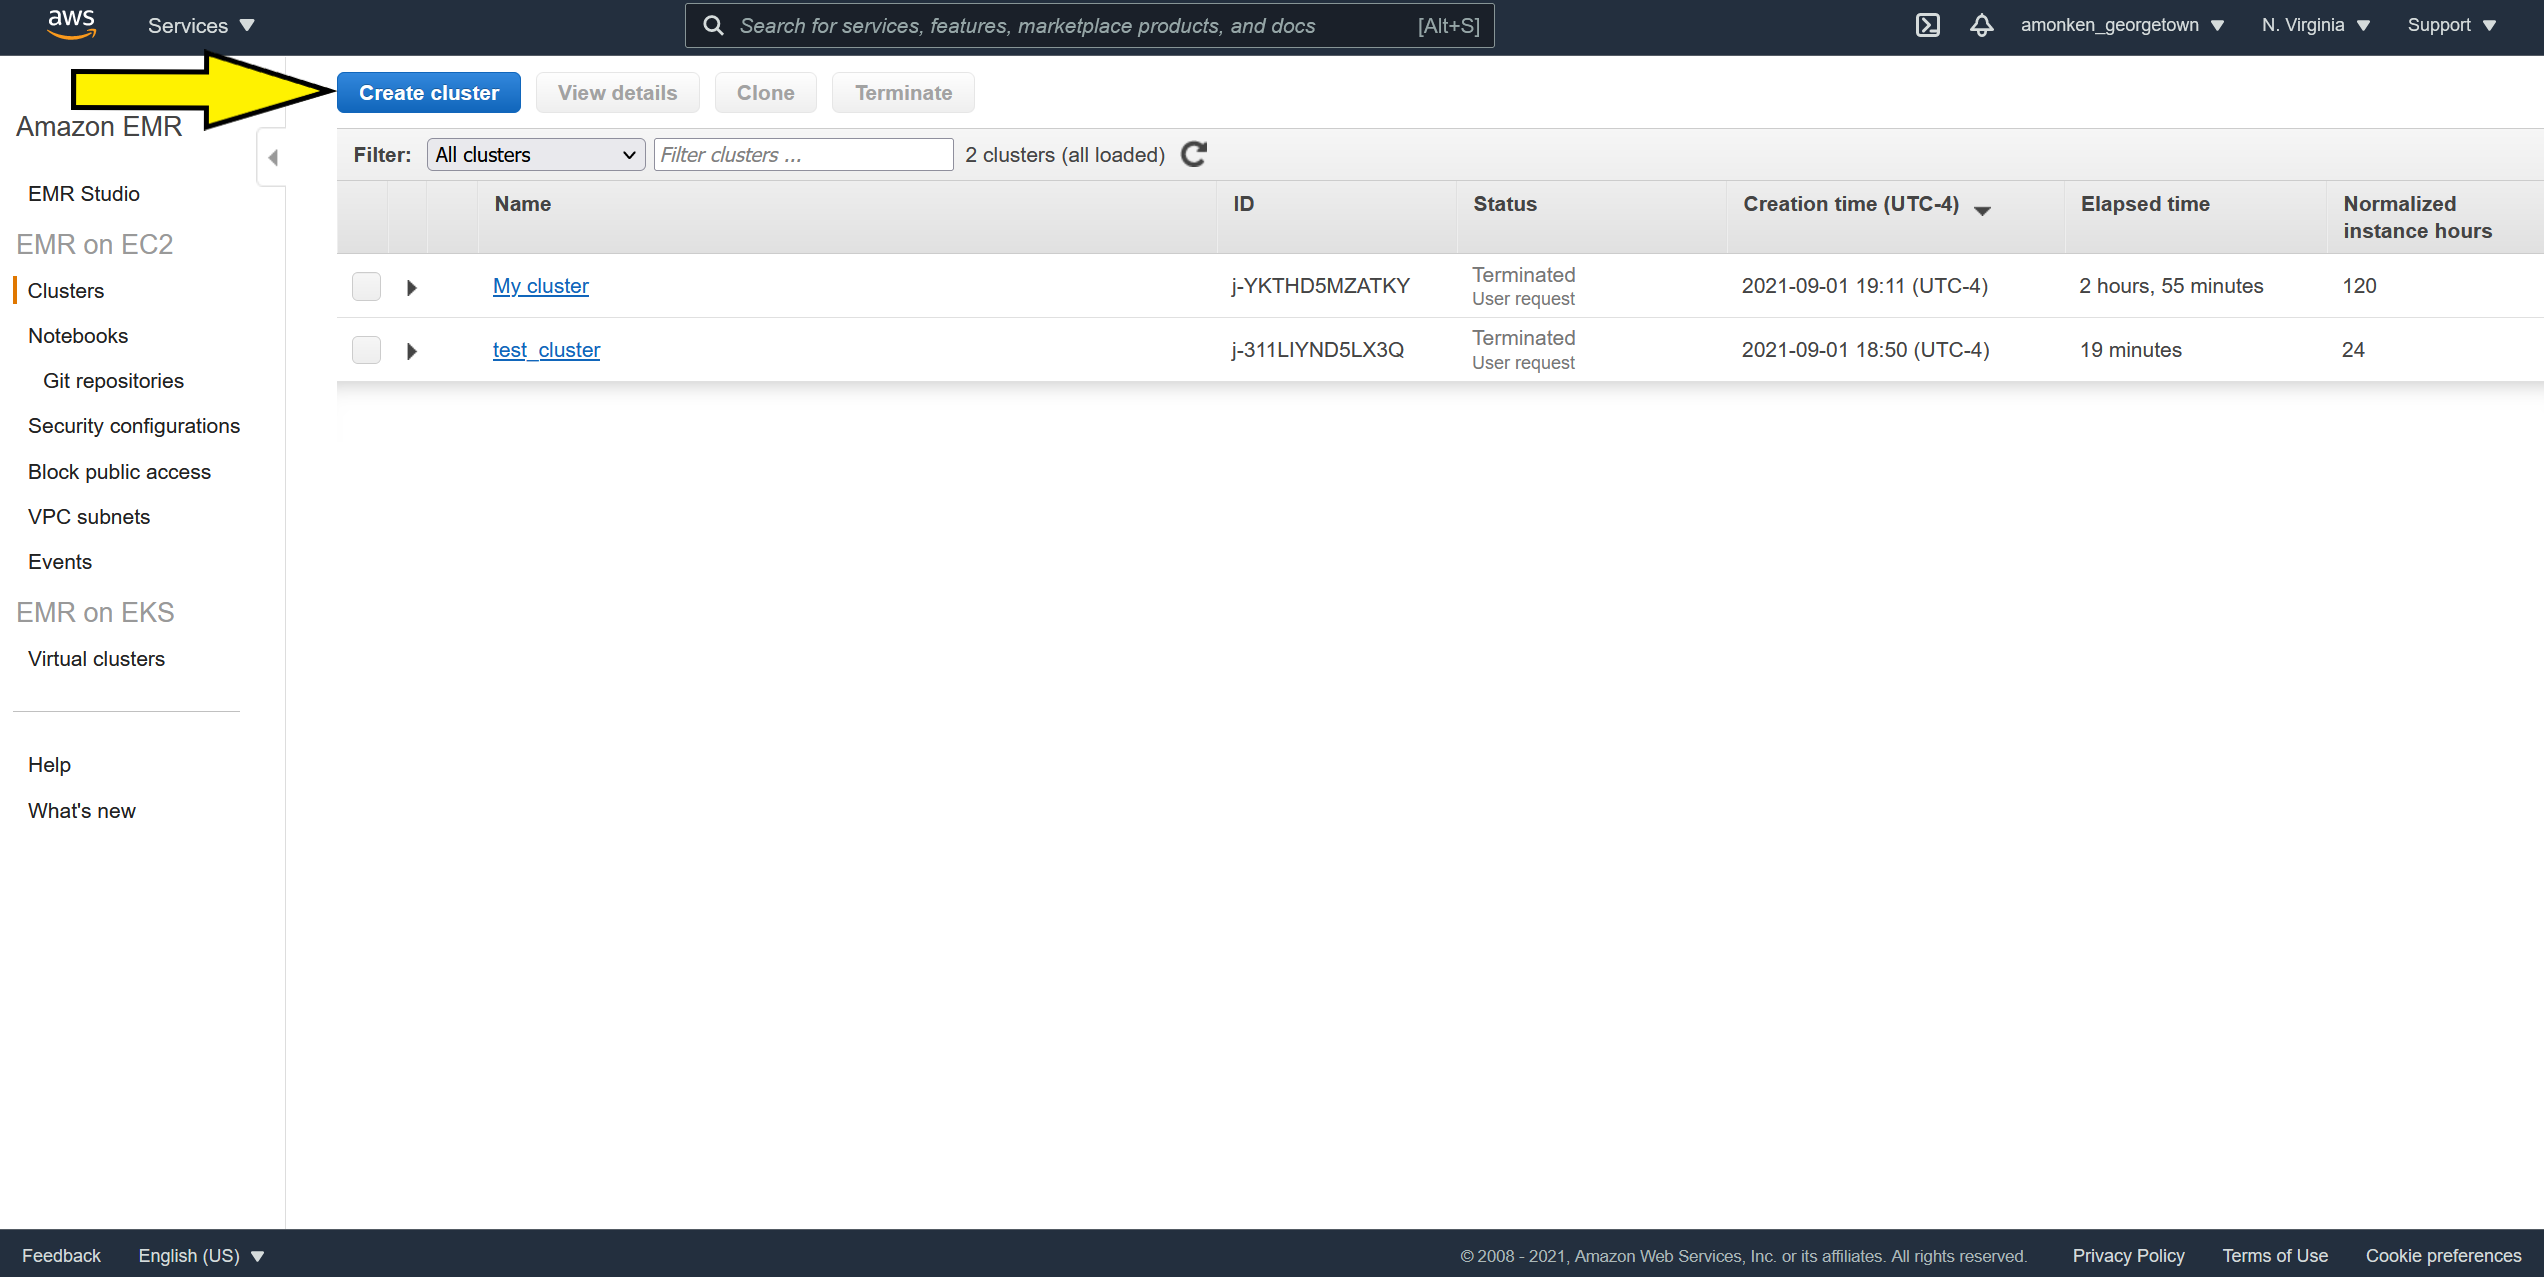 aws Services Search for services, features, marketplace products, and docs [Alt+S] amonken_georgetown N. Virginia Support
Amazon EMR
EMR Studio
EMR on EC2
Clusters
Notebooks
Git repositories
Security configurations
Block public access
VPC subnets
Events
EMR on EKS
Virtual clusters
Help
What's new
Create cluster View details Clone Terminate
Filter: All clusters Filter clusters ... 2 clusters (all loaded)
Name ID Status Creation time (UTC-4) Elapsed time Normalized
instance hours
My cluster j-YKTHD5MZATKY Terminated 2021-09-01 19:11 (UTC-4) 2 hours, 55 minutes 120
User request
test_cluster j-311LIYND5LX3Q Terminated 2021-09-01 18:50 (UTC-4) 19 minutes 24
User request
Feedback English (US) © 2008 - 2021, Amazon Web Services, Inc. or its affiliates. All rights reserved. Privacy Policy Terms of Use Cookie preferences